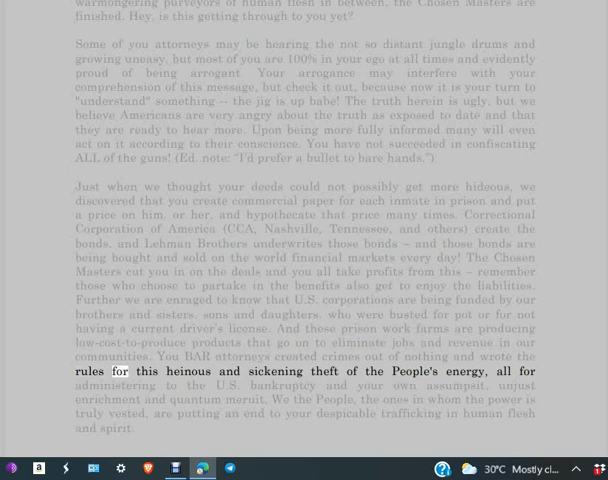 warmongering purveyors of human flesh in between, the Chosen Masters are
finished. Hey, is this getting through to you yet?
Some of you attorneys may be hearing the not so distant jungle drums and
growing uneasy, but most of you are 100% in your ego at all times and evidently
proud of being arrogant. Your arrogance may interfere with your
comprehension of this message, but check it out, because now it is your turn to
"understand" something -- the jig is up babe! The truth herein is ugly, but we
believe Americans are very angry about the truth as exposed to date and that
they are ready to hear more. Upon being more fully informed many will even
act on it according to their conscience. You have not succeeded in confiscating
ALL of the guns! (Ed. note: "I'd prefer a bullet to bare hands.")
Just when we thought your deeds could not possibly get more hideous, we
discovered that you create commercial paper for each inmate in prison and put
a price on him, or her, and hypothecate that price many times. Correctional
Corporation of America (CCA, Nashville, Tennessee, and others) create the
bonds, and Lehman Brothers underwrites those bonds – and those bonds are
being bought and sold on the world financial markets every day! The Chosen
Masters cut you in on the deals and you all take profits from this – remember
those who choose to partake in the benefits also get to enjoy the liabilities.
Further we are enraged to know that U.S. corporations are being funded by our
brothers and sisters, sons and daughters, who were busted for pot or for not
having a current driver's license. And these prison work farms are producing
low-cost-to-produce products that go on to eliminate jobs and revenue in our
communities. You BAR attorneys created crimes out of nothing and wrote the
rules for this heinous and sickening theft of the People's energy, all for
administering to the U.S. bankruptcy and your own assumpsit, unjust
enrichment and quantum meruit. We the People, the ones in whom the power is
truly vested, are putting an end to your despicable trafficking in human flesh
and spirit.
a 30°C Mostly cl...